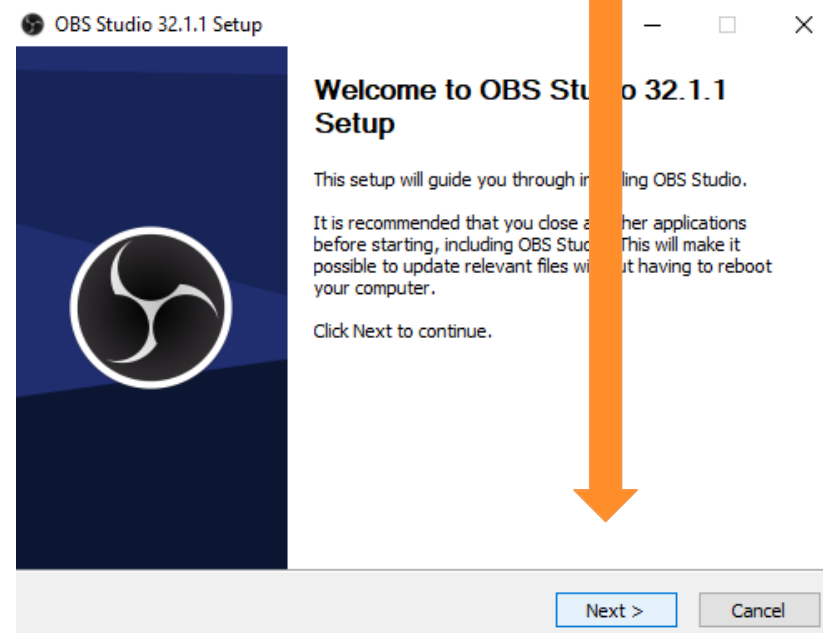 OBS Studio 32.1.1 Setup
Welcome to OBS 32.1.1
Setup
This setup will guide you through OBS Studio.
It is recommended that you close applications
before starting, including OBS This will make it
possible to update relevant files having to reboot
your computer.
Click Next to continue.
Next >
Cancel